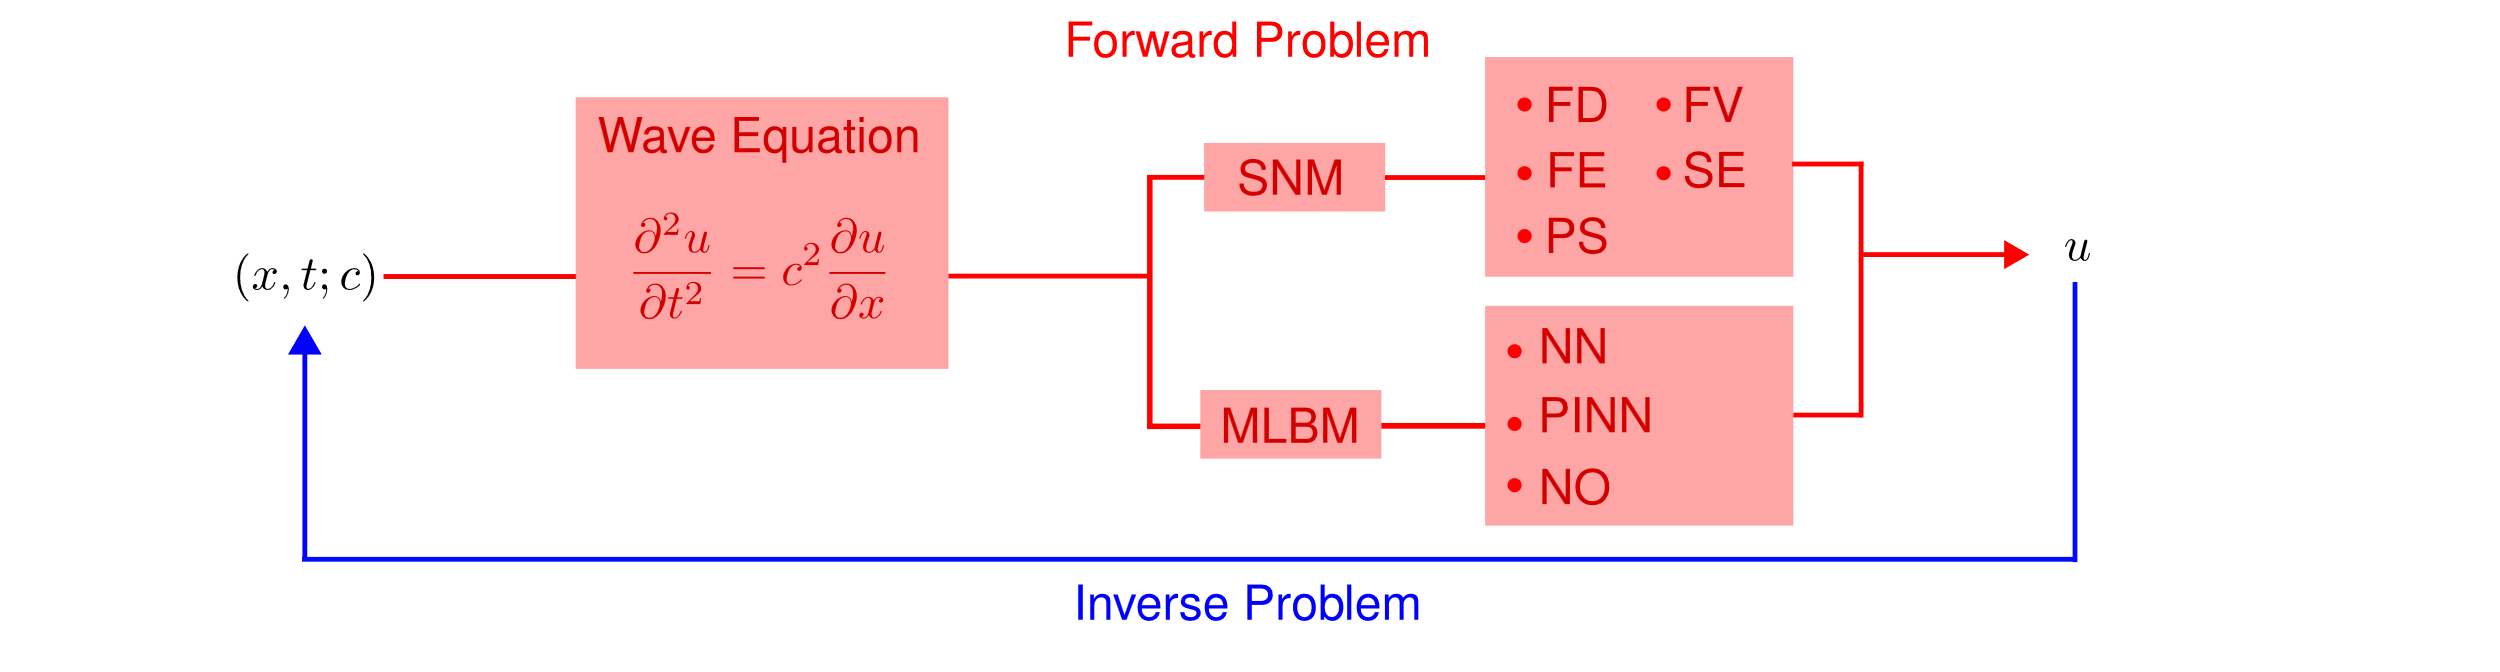 Forward Problem
(x, t; c)
Wave Equation
∂²u/∂t² = c² ∂u/∂x
SNM
• FD • FV
• FE • SE
• PS
MLBM
• NN
• PINN
• NO
u
Inverse Problem